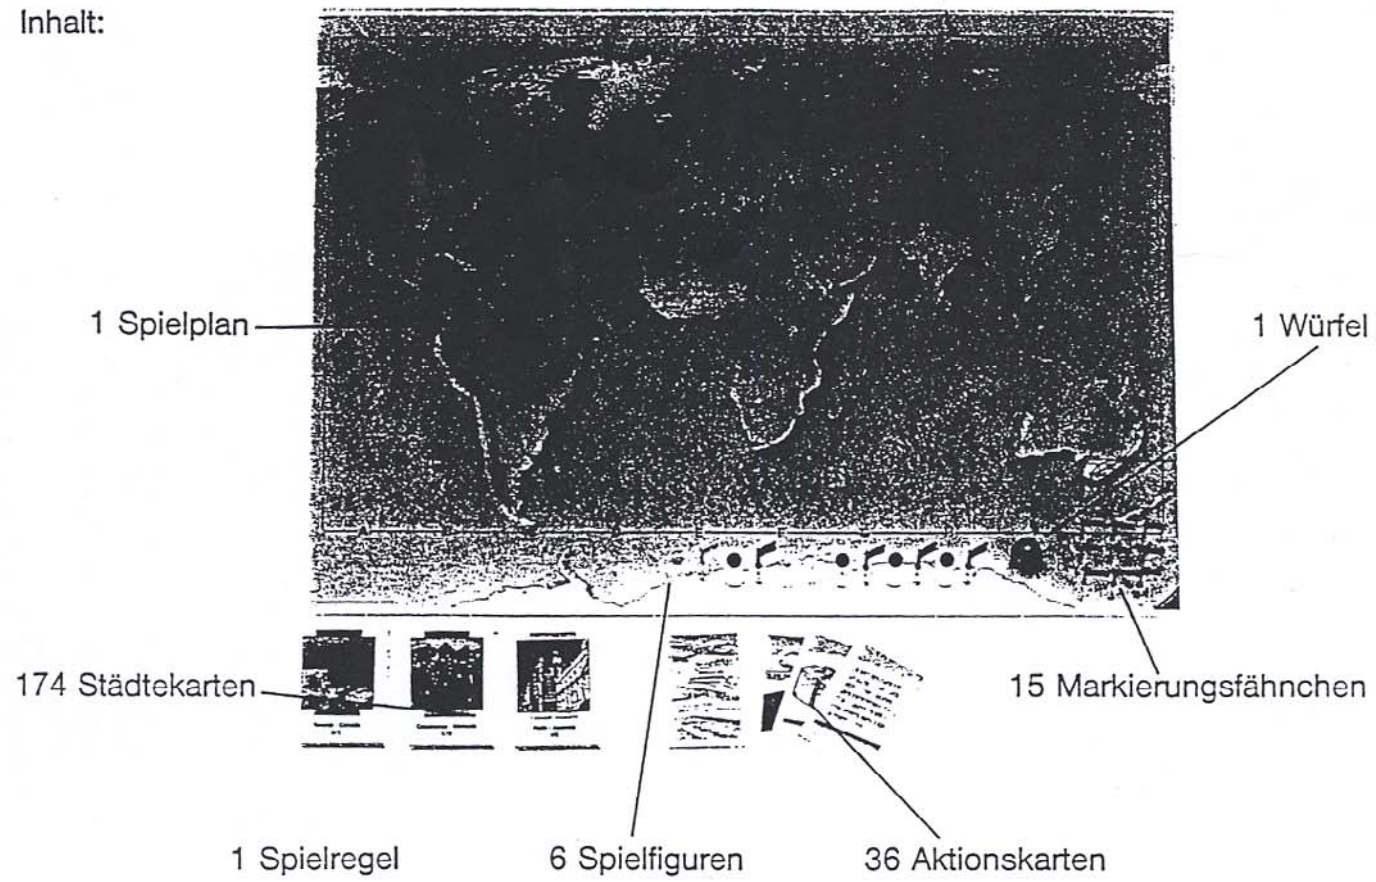 Inhalt:
1 Spielplan
1 Würfel
174 Städtekarten
15 Markierungsfähnchen
1 Spielregel
6 Spielfiguren
36 Aktionskarten